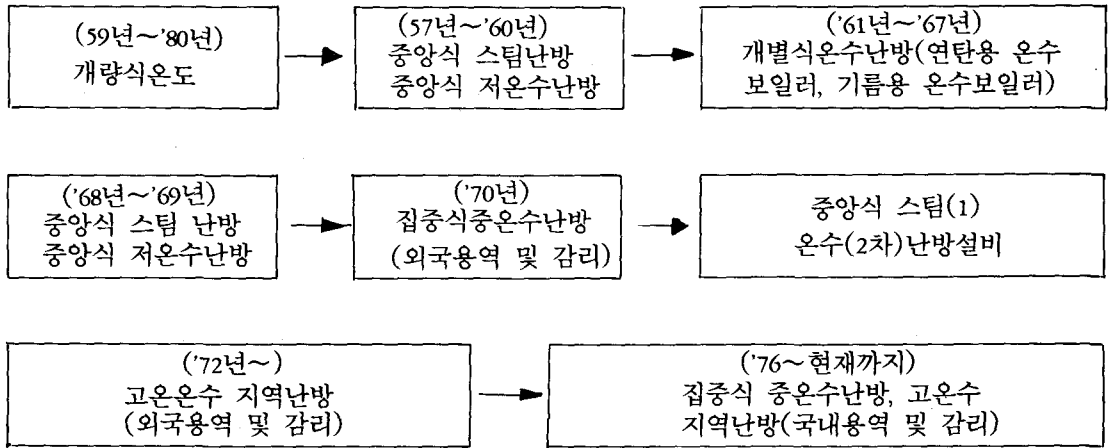 (59년~'80년)
개량식온도
(57년~'60년)
중앙식 스팀난방
중앙식 저온수난방
('61년~'67년)
개별식온수난방(연탄용 온수
보일러, 기름용 온수보일러)
('68년~'69년)
중앙식 스팀 난방
중앙식 저온수난방
('70년)
집중식중온수난방
(외국용역 및 감리)
중앙식 스팀(1)
온수(2차)난방설비
('72년~)
고온온수 지역난방
(외국용역 및 감리)
('76~현재까지)
집중식 중온수난방, 고온수
지역난방(국내용역 및 감리)